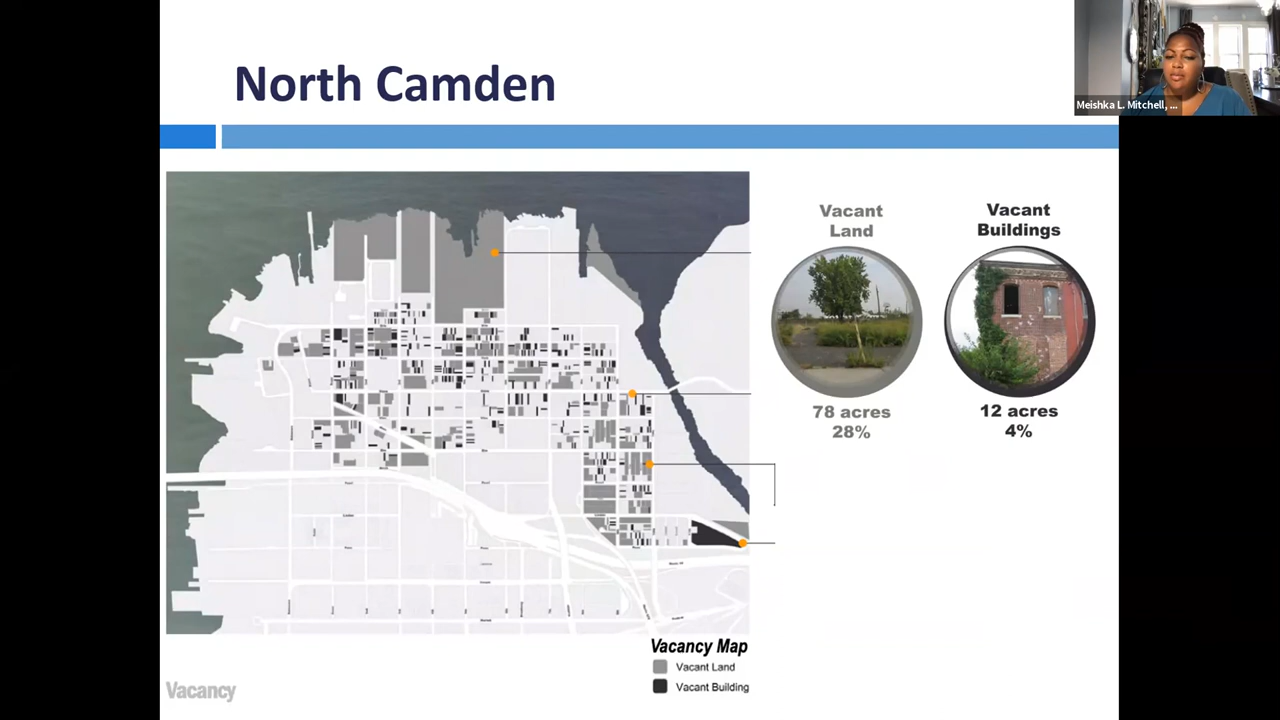 North Camden
Meishka L. Mitchell, ...
Vacant
Land
Vacant
Buildings
78 acres
28%
12 acres
4%
Vacancy Map
Vacant Land
Vacant Building
Vacancy